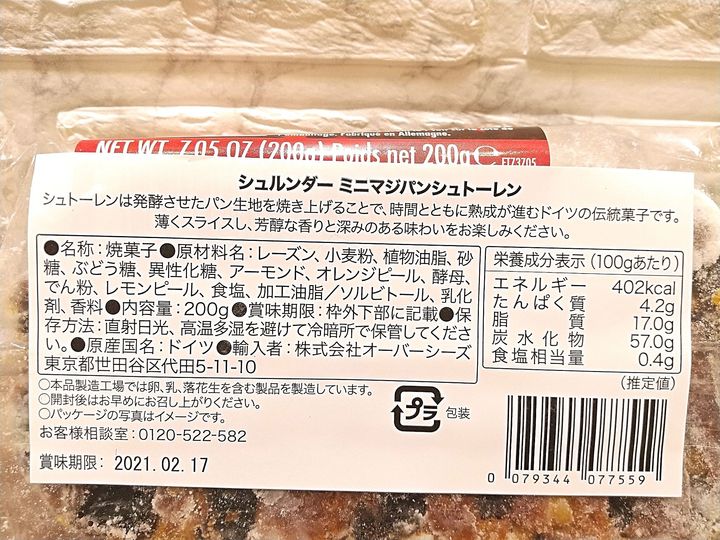 Fabriqué en Allemagne.
NET WT. 7.05 OZ (200g) Poids net 200g ℮ ET73705
シュルンダー ミニマジパンシュトーレン
シュトーレンは発酵させたパン生地を焼き上げることで、時間とともに熟成が進むドイツの伝統菓子です。
薄くスライスし、芳醇な香りと深みのある味わいをお楽しみください。
●名称:焼菓子●原材料名:レーズン、小麦粉、植物油脂、砂
糖、ぶどう糖、異性化糖、アーモンド、オレンジピール、酵母、
でん粉、レモンピール、食塩、加工油脂/ソルビトール、乳化
剤、香料●内容量:200g●賞味期限:枠外下部に記載●保
存方法:直射日光、高温多湿を避けて冷暗所で保管してくださ
い。●原産国名:ドイツ●輸入者:株式会社オーバーシーズ
東京都世田谷区代田5-11-10
栄養成分表示(100gあたり)
エネルギー 402kcal
たんぱく質 4.2g
脂質 17.0g
炭水化物 57.0g
食塩相当量 0.4g
(推定値)
○本品製造工場では卵、乳、落花生を含む製品を製造しています。
○開封後はお早めにお召し上がりください。
○パッケージの写真はイメージです。
お客様相談室:0120-522-582
プラ 包装
賞味期限: 2021.02.17
0 079344 077559